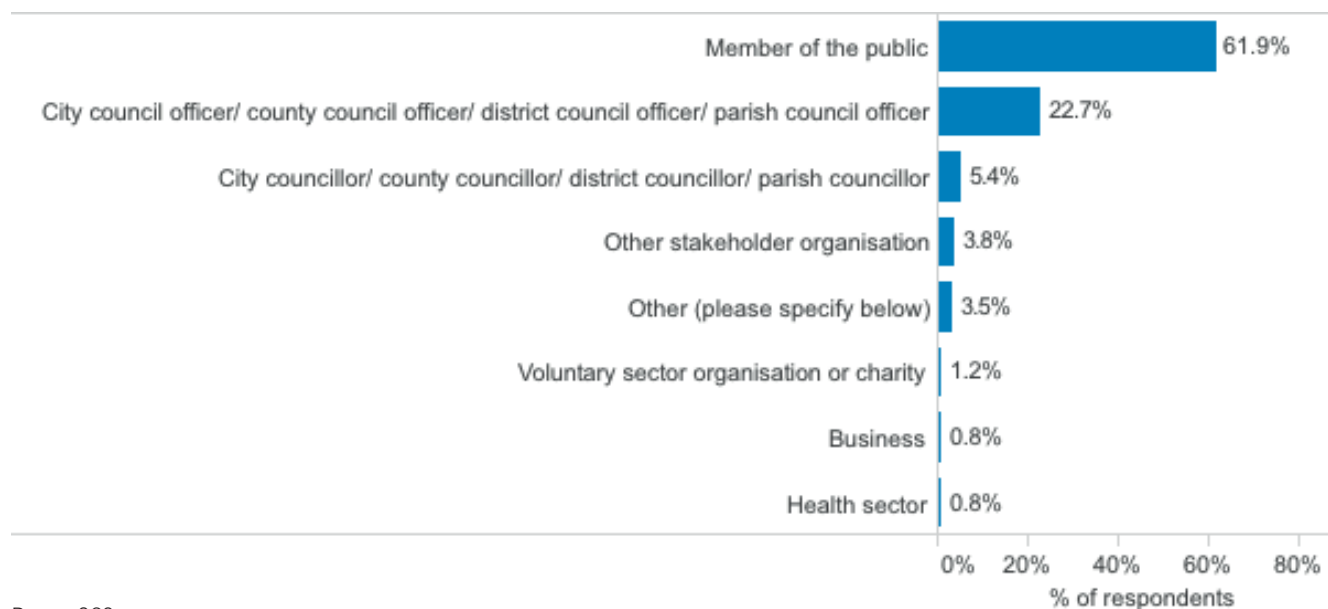 Member of the public 61.9%
City council officer/ county council officer/ district council officer/ parish council officer 22.7%
City councillor/ county councillor/ district councillor/ parish councillor 5.4%
Other stakeholder organisation 3.8%
Other (please specify below) 3.5%
Voluntary sector organisation or charity 1.2%
Business 0.8%
Health sector 0.8%
0% 20% 40% 60% 80%
% of respondents